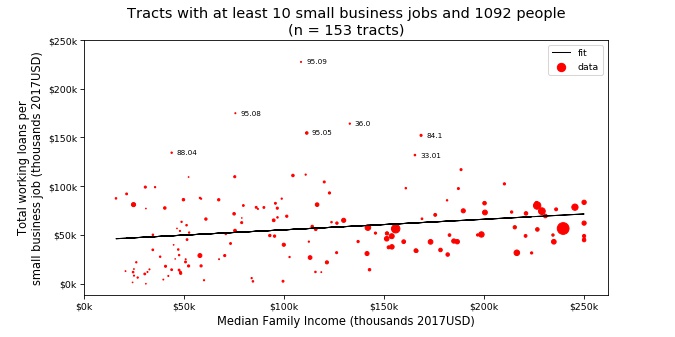 Tracts with at least 10 small business jobs and 1092 people
(n = 153 tracts)
$250k
$200k
$150k
$100k
$50k
$0k
Total working loans per
small business job (thousands 2017USD)
fit
data
95.09
95.08
36.0
95.05
84.1
88.04
33.01
$0k
$50k
$100k
$150k
$200k
$250k
Median Family Income (thousands 2017USD)